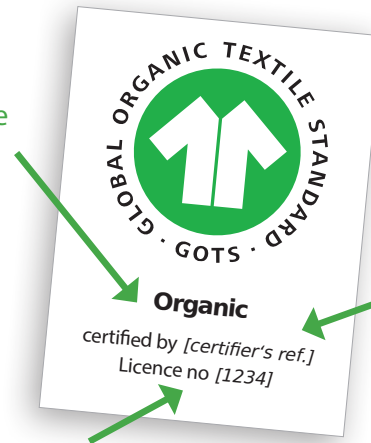 e
GLOBAL ORGANIC TEXTILE STANDARD
· GOTS ·
Organic
certified by [certifier's ref.]
Licence no [1234]